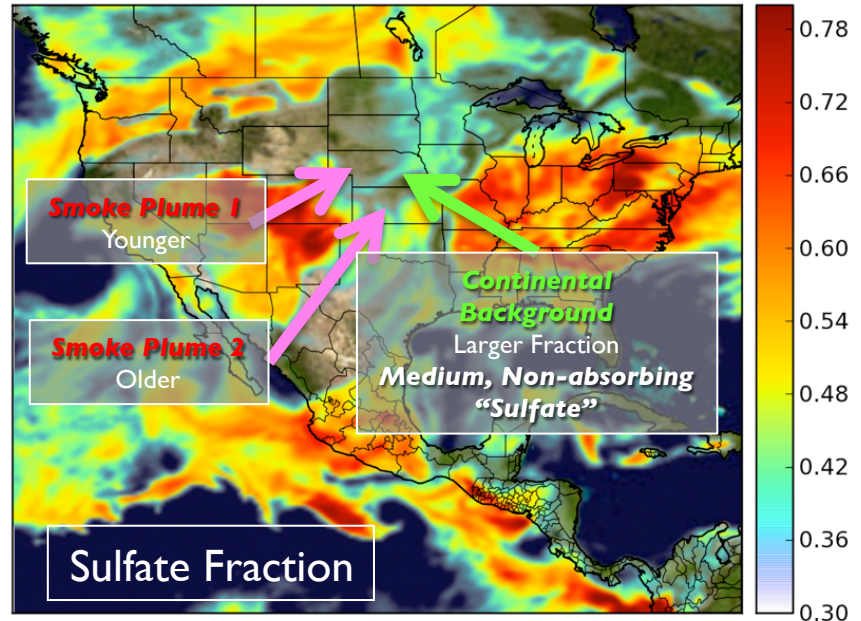 Smoke Plume 1
Younger
Smoke Plume 2
Older
Continental
Background
Larger Fraction
Medium, Non-absorbing
“Sulfate”
Sulfate Fraction
0.78
0.72
0.66
0.60
0.54
0.48
0.42
0.36
0.30